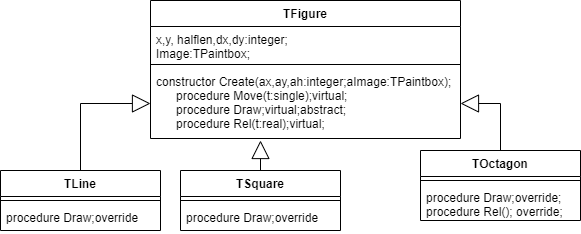 TFigure
x,y, halflen,dx,dy:integer;
Image:TPaintbox;
constructor Create(ax,ay,ah:integer;aImage:TPaintbox);
procedure Move(t:single);virtual;
procedure Draw;virtual;abstract;
procedure Rel(t:real);virtual;
TLine
procedure Draw;override
TSquare
procedure Draw;override
TOctagon
procedure Draw;override;
procedure Rel(); override;